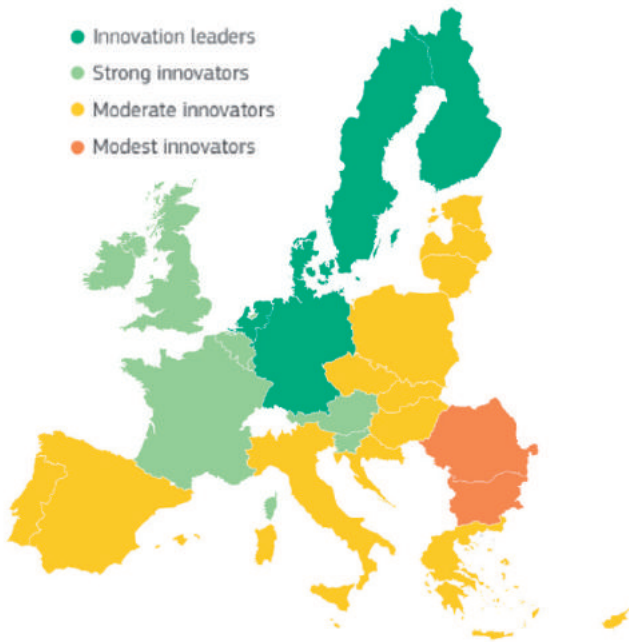 Innovation leaders
Strong innovators
Moderate innovators
Modest innovators